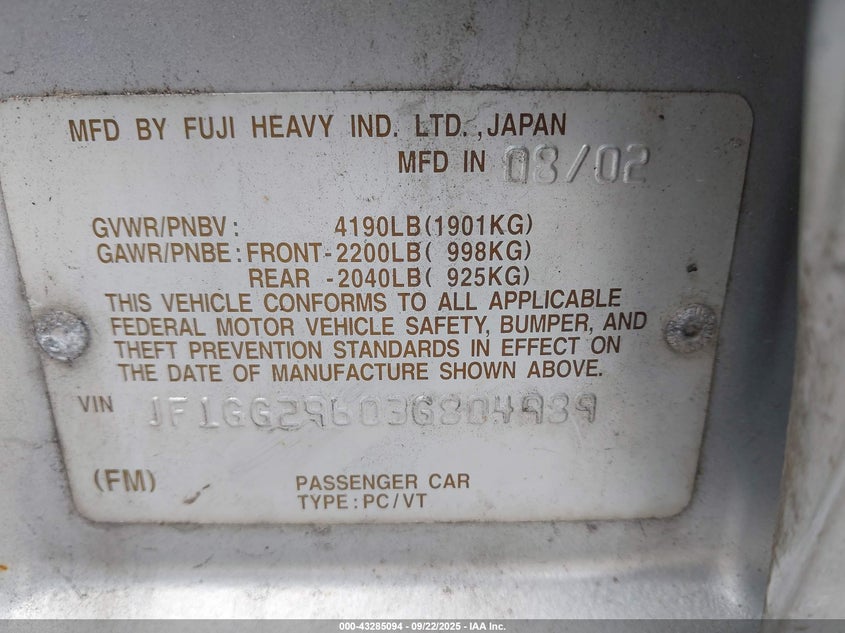 MFD BY FUJI HEAVY IND. LTD.,JAPAN
MFD IN 08/02
GVWR/PNBV: 4190LB(1901KG)
GAWR/PNBE: FRONT-2200LB( 998KG)
REAR -2040LB( 925KG)
THIS VEHICLE CONFORMS TO ALL APPLICABLE
FEDERAL MOTOR VEHICLE SAFETY, BUMPER, AND
THEFT PREVENTION STANDARDS IN EFFECT ON
THE DATE OF MANUFACTURE SHOWN ABOVE.
VIN JF1GG29603G804989
(FM) PASSENGER CAR
TYPE:PC/VT
000-43285094 - 09/22/2025 - IAA Inc.